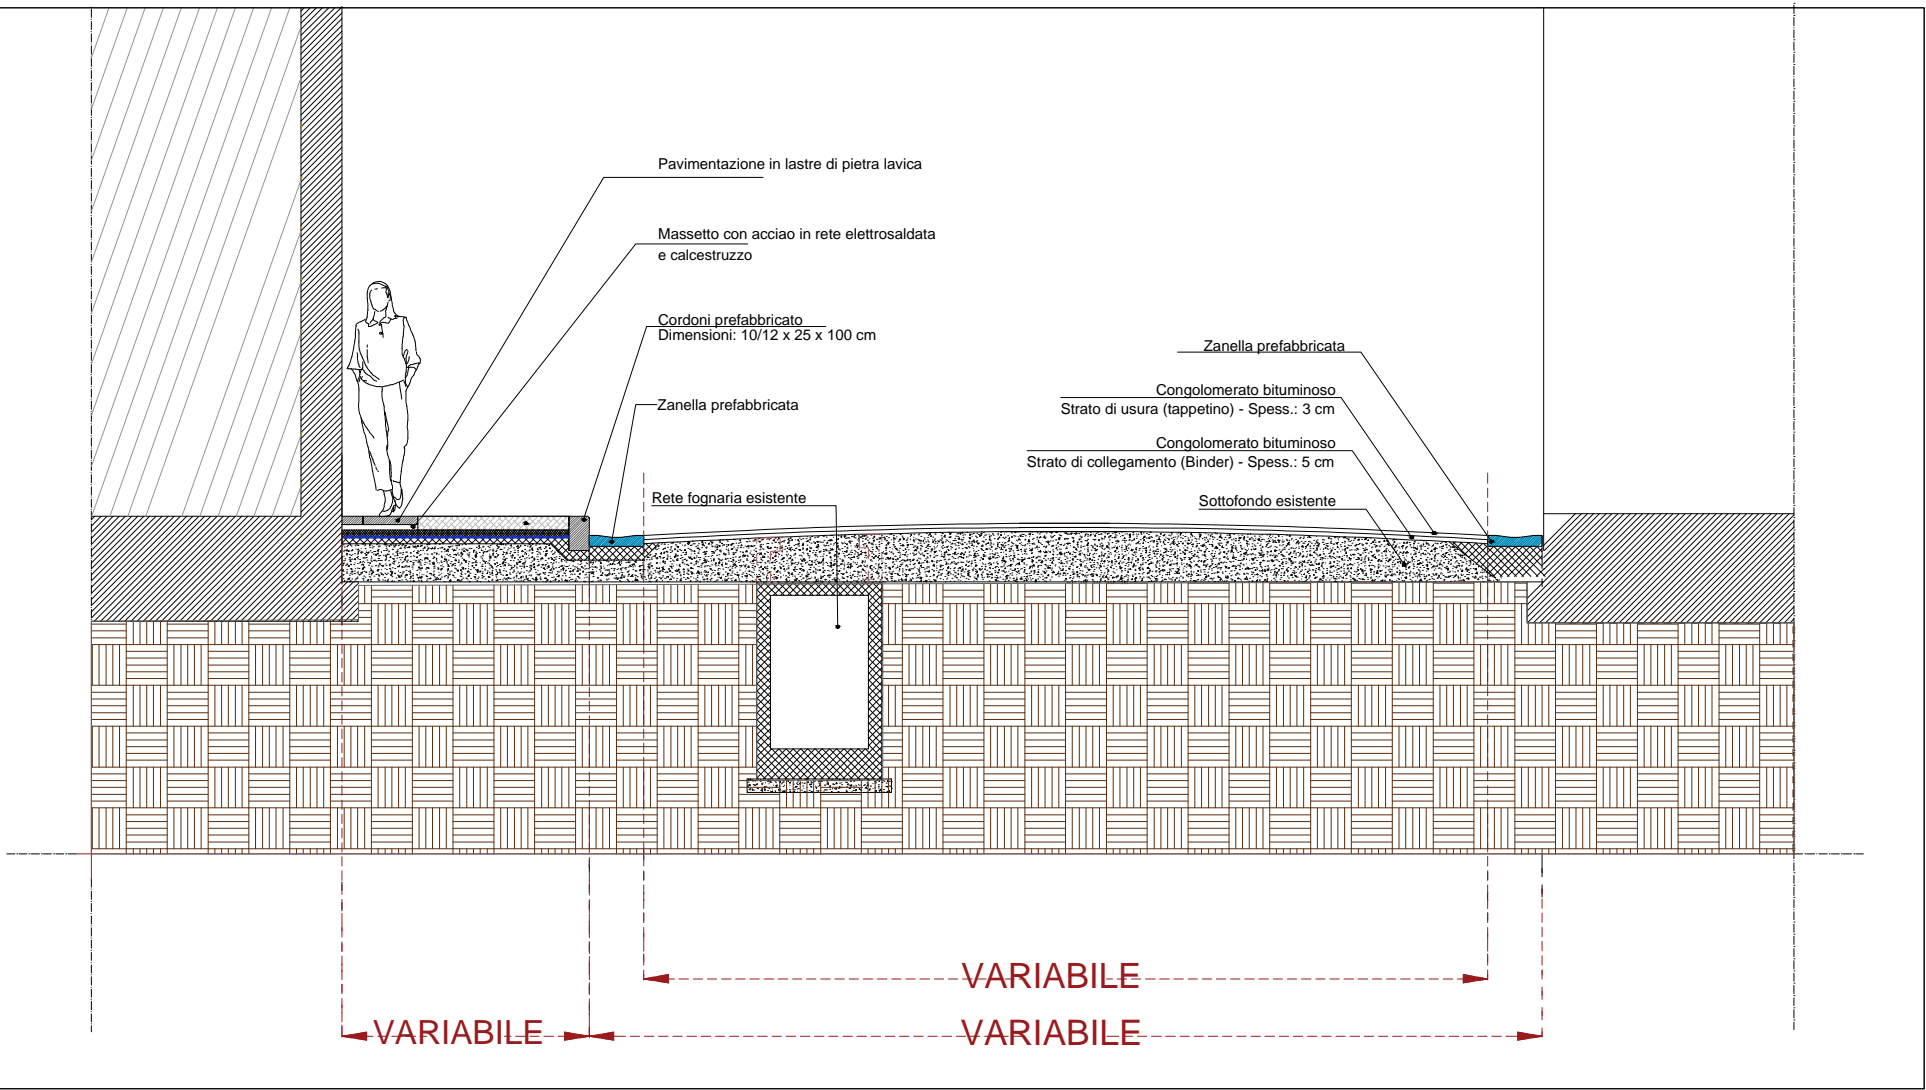 Pavimentazione in lastre di pietra lavica
Massetto con acciao in rete elettrosaldata
e calcestruzzo
Cordoni prefabbricato
Dimensioni: 10/12 x 25 x 100 cm
Zanella prefabbricata
Zanella prefabbricata
Congolomerato bituminoso
Strato di usura (tappetino) - Spess.: 3 cm
Congolomerato bituminoso
Strato di collegamento (Binder) - Spess.: 5 cm
Rete fognaria esistente
Sottofondo esistente
VARIABILE
VARIABILE
VARIABILE